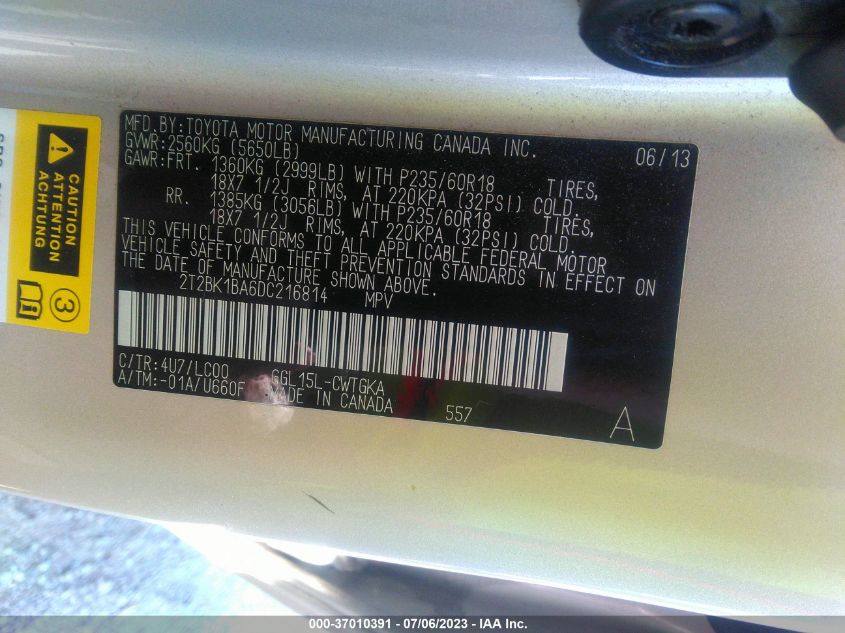 MFD.BY:TOYOTA MOTOR MANUFACTURING CANADA INC. 06/13
GVWR:2560KG (5650LB)
GAWR:FRT. 1360KG (2999LB) WITH P235/60R18 TIRES,
18X7 1/2J RIMS, AT 220KPA (32PSI) COLD.
RR. 1385KG (3056LB) WITH P235/60R18 TIRES,
18X7 1/2J RIMS, AT 220KPA (32PSI) COLD.
THIS VEHICLE CONFORMS TO ALL APPLICABLE FEDERAL MOTOR
VEHICLE SAFETY AND THEFT PREVENTION STANDARDS IN EFFECT ON
THE DATE OF MANUFACTURE SHOWN ABOVE.
2T2BK1BA6DC216814 MPV
C/TR:4U7/LC00 GGL15L-CWTGKA
A/TM:-01A/U660F MADE IN CANADA 557 A
CAUTION
ATTENTION
ACHTUNG
3
000-37010391 - 07/06/2023 - IAA Inc.